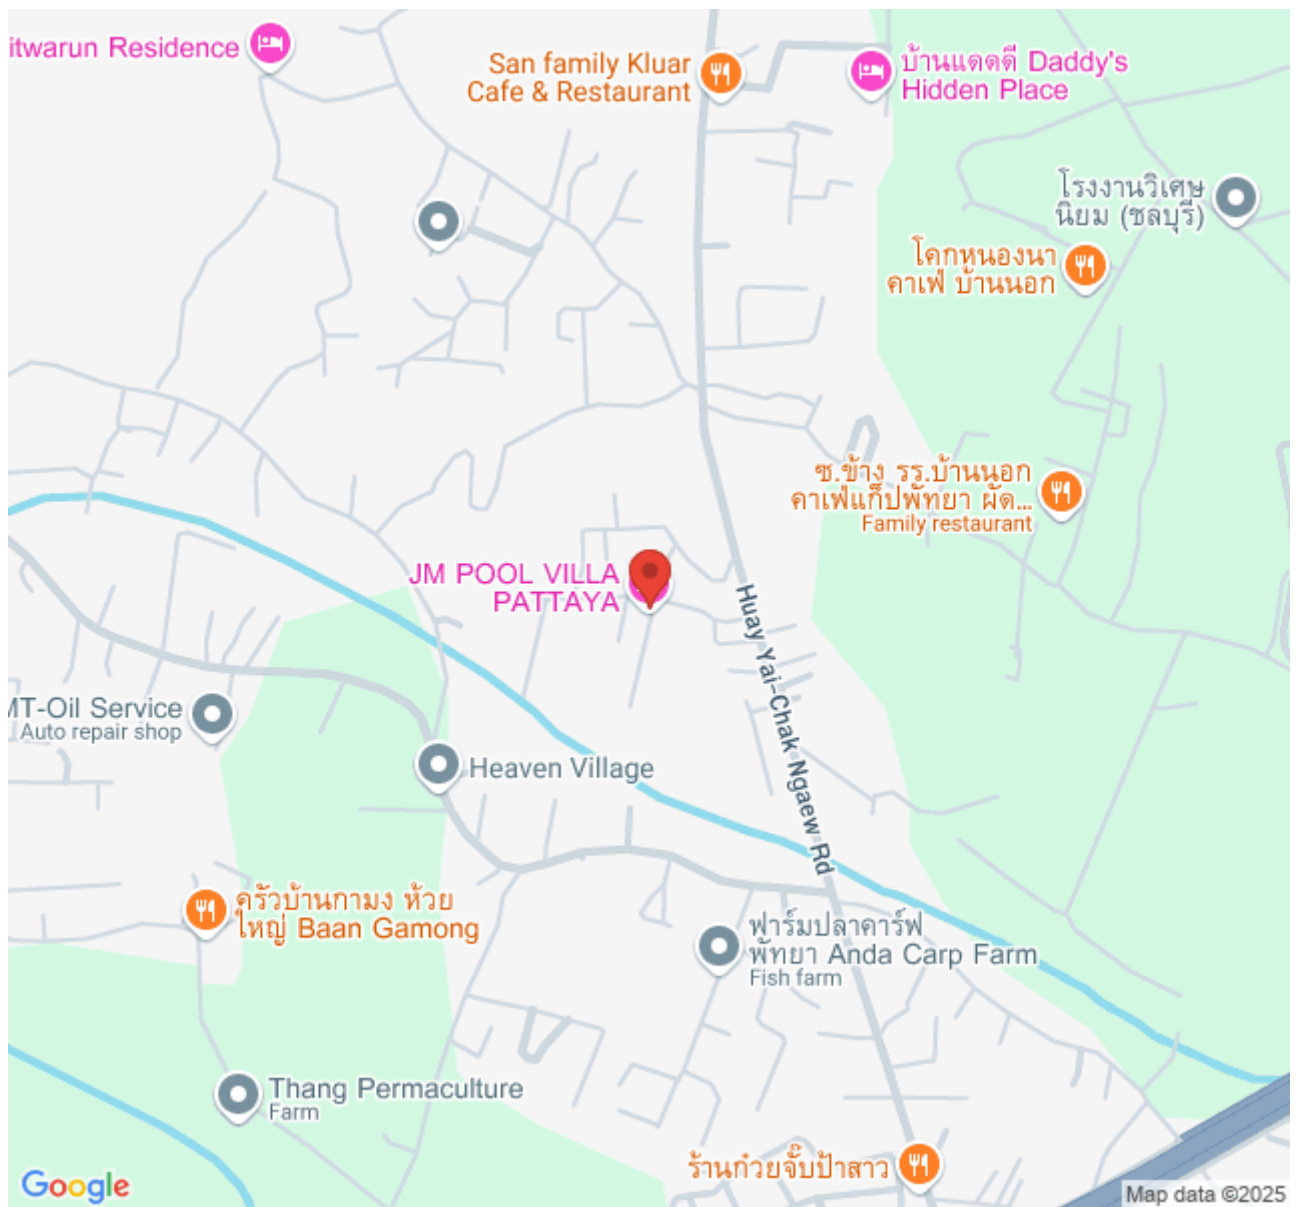 itwarun Residence
San family Kluar
Cafe & Restaurant
บ้านแดดดี Daddy's
Hidden Place
โรงงานวิเศษ
นิยม (ชลบุรี)
โคกหนองนา
คาเฟ่ บ้านนอก
ซ.ข้าง รร.บ้านนอก
คาเฟ่แก็ปพัทยา ผัด...
Family restaurant
JM POOL VILLA
PATTAYA
Huay Yai-Chak Ngaew Rd
MT-Oil Service
Auto repair shop
Heaven Village
ครัวบ้านกามง ห้วย
ใหญ่ Baan Gamong
ฟาร์มปลาคาร์ฟ
พัทยา Anda Carp Farm
Fish farm
Thang Permaculture
Farm
ร้านก๋วยจั๊บป้าสาว
Google
Map data ©2025